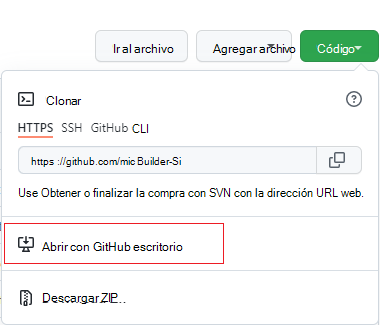 Ir al archivo
Agregar archivo
Código
Clonar
HTTPS SSH GitHub CLI
https://github.com/mic Builder-Si
Use Obtener o finalizar la compra con SVN con la dirección URL web.
Abrir con GitHub escritorio
Descargar ZIP...